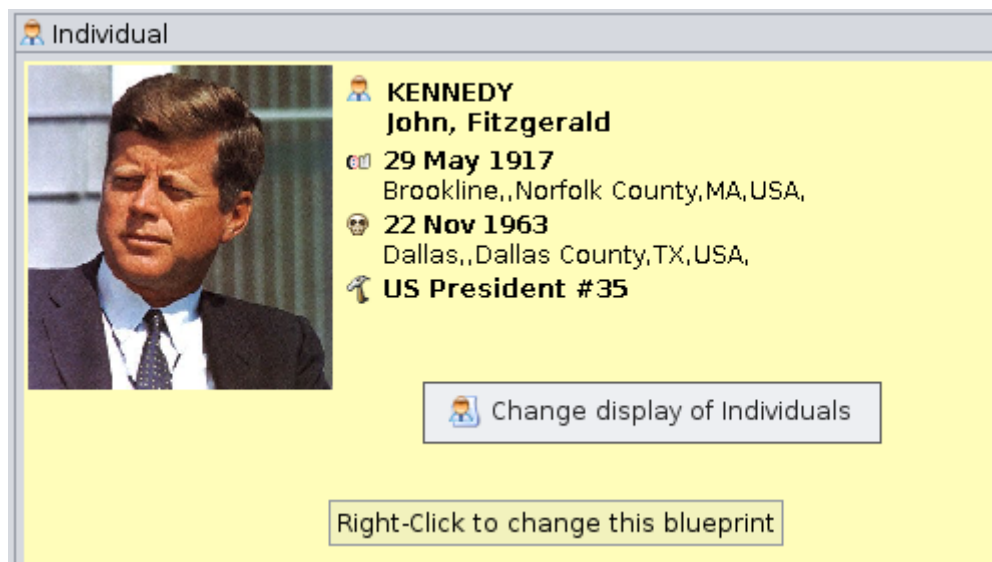 Individual
KENNEDY
John, Fitzgerald
29 May 1917
Brookline,,Norfolk County,MA,USA,
22 Nov 1963
Dallas,,Dallas County,TX,USA,
US President #35
Change display of Individuals
Right-Click to change this blueprint